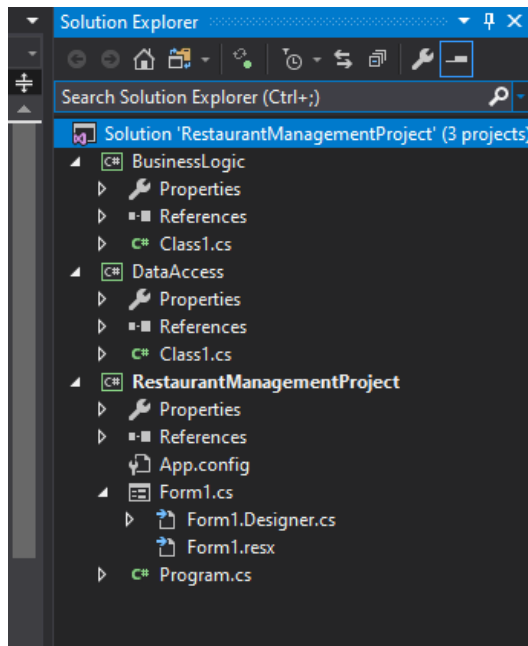 Solution Explorer
Search Solution Explorer (Ctrl+;)
Solution 'RestaurantManagementProject' (3 projects)
C# BusinessLogic
Properties
References
C# Class1.cs
C# DataAccess
Properties
References
C# Class1.cs
C# RestaurantManagementProject
Properties
References
App.config
Form1.cs
Form1.Designer.cs
Form1.resx
C# Program.cs